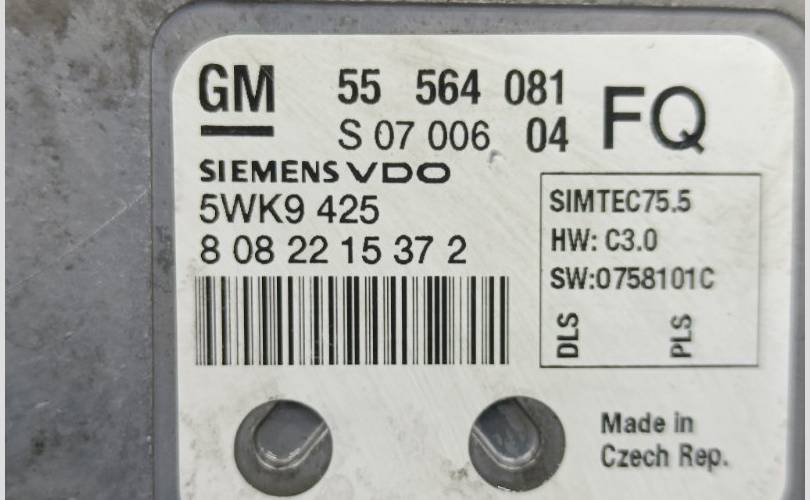 GM 55 564 081 FQ
S 07 006 04
SIEMENS VDO
5WK9 425
8 08 22 15 37 2
SIMTEC75.5
HW: C3.0
SW:0758101C
DLS PLS
Made in
Czech Rep.